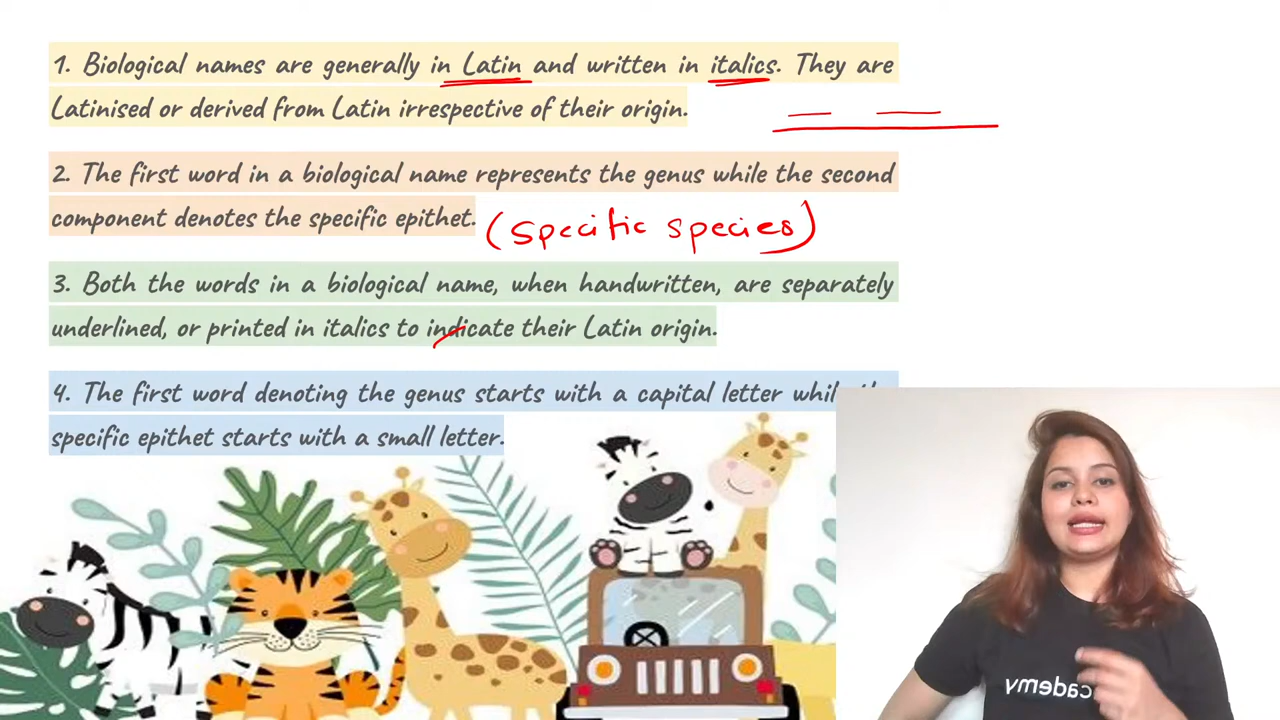 1. Biological names are generally in Latin and written in italics. They are
Latinised or derived from Latin irrespective of their origin.
2. The first word in a biological name represents the genus while the second
component denotes the specific epithet. (specific species)
3. Both the words in a biological name, when handwritten, are separately
underlined, or printed in italics to indicate their Latin origin.
4. The first word denoting the genus starts with a capital letter while the
specific epithet starts with a small letter.
cademy